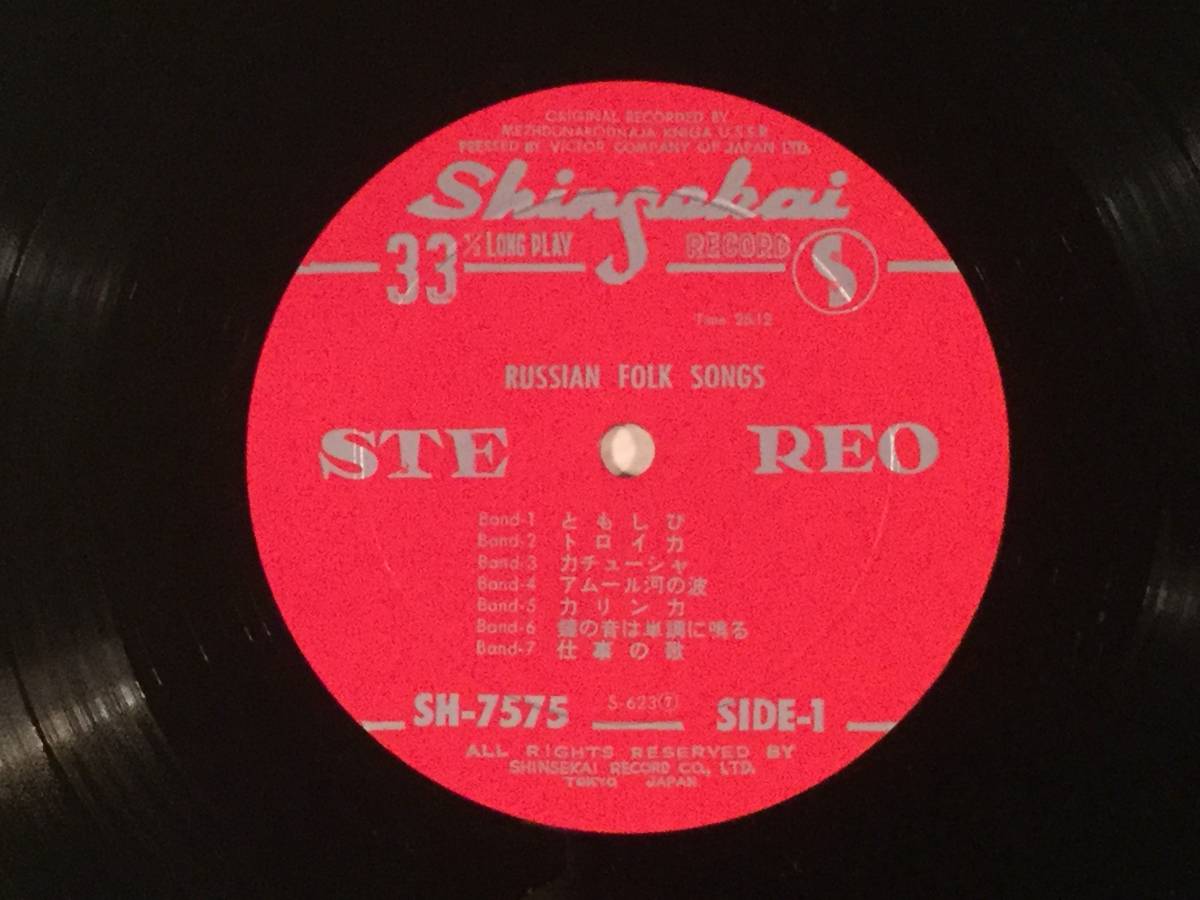 ORIGINAL RECORDED BY
MEZHDUNARODNAJA KNIGA U.S.S.R.
PRESSED BY VICTOR COMPANY OF JAPAN LTD.
Shinsekai
33 ⅓ LONG PLAY RECORD S
Time 25.12
RUSSIAN FOLK SONGS
STEREO
Band-1 ともしび
Band-2 トロイカ
Band-3 カチューシャ
Band-4 アムール河の波
Band-5 カリンカ
Band-6 鐘の音は単調に鳴る
Band-7 仕事の歌
SH-7575 S-623⑦ SIDE-1
ALL RIGHTS RESERVED BY
SHINSEKAI RECORD CO., LTD.
TOKYO JAPAN